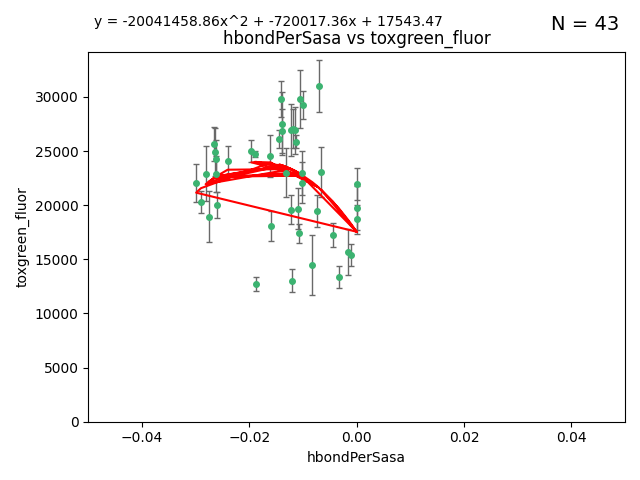 y = -20041458.86x^2 + -720017.36x + 17543.47
N = 43
hbondPerSasa vs toxgreen_fluor
toxgreen_fluor
30000
25000
20000
15000
10000
5000
0
−0.04
−0.02
0.00
0.02
0.04
hbondPerSasa